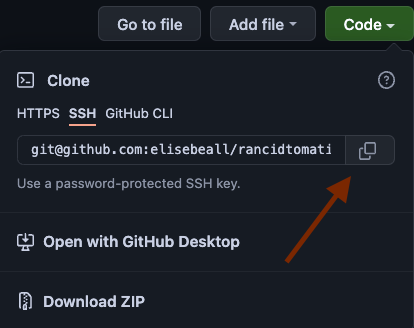 Go to file Add file Code
Clone
HTTPS SSH GitHub CLI
git@github.com:elisebeall/rancidtomati
Use a password-protected SSH key.
Open with GitHub Desktop
Download ZIP